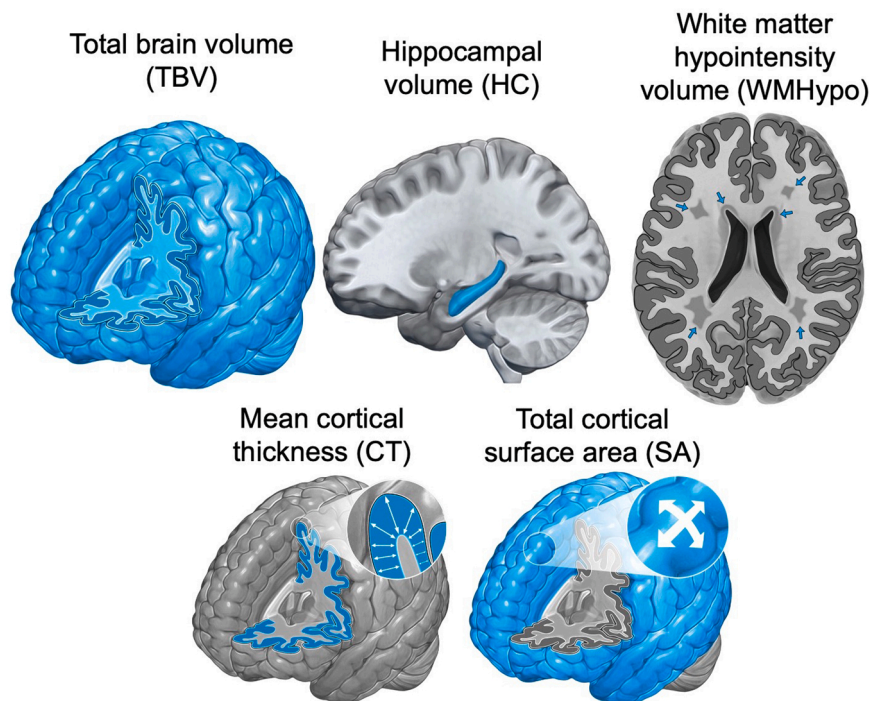 Total brain volume
(TBV)
Hippocampal
volume (HC)
White matter
hypointensity
volume (WMHypo)
Mean cortical
thickness (CT)
Total cortical
surface area (SA)